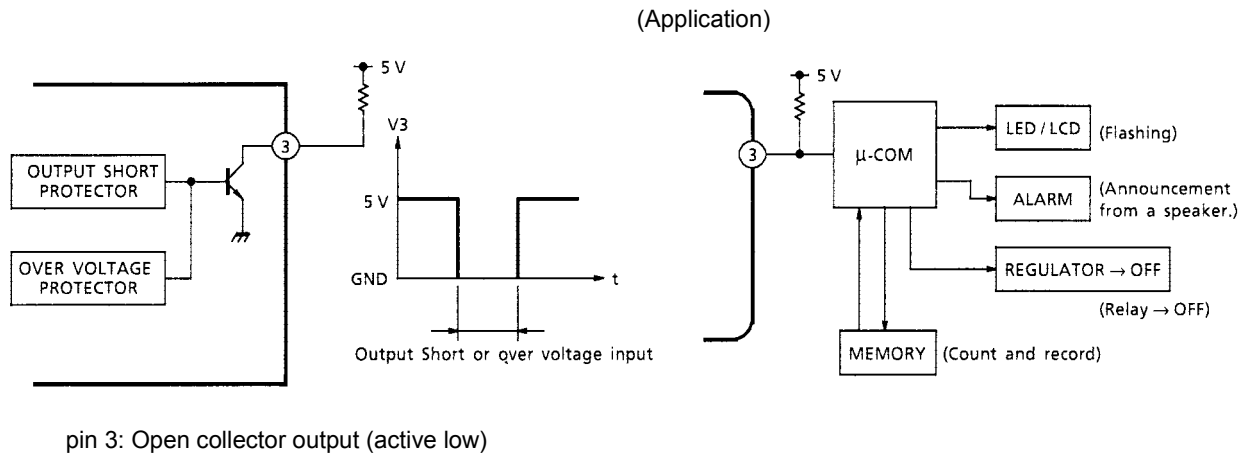 (Application)
5 V
3
OUTPUT SHORT
PROTECTOR
OVER VOLTAGE
PROTECTOR
V3
5 V
GND
t
Output Short or over voltage input
5 V
3
μ-COM
LED / LCD
(Flashing)
ALARM
(Announcement
from a speaker.)
REGULATOR → OFF
(Relay → OFF)
MEMORY
(Count and record)
pin 3: Open collector output (active low)